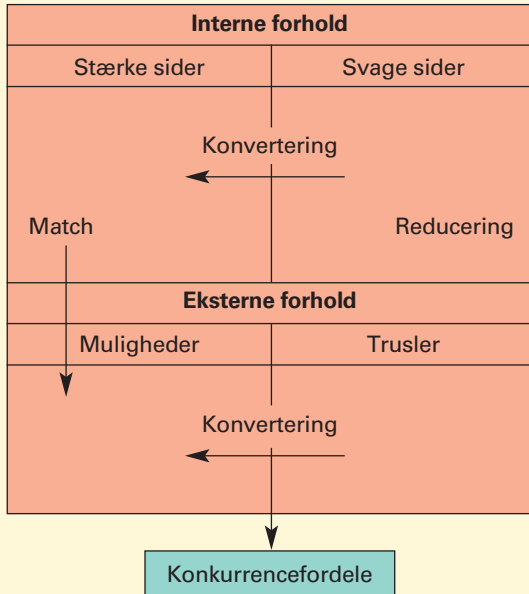 Interne forhold
Stærke sider
Svage sider
Konvertering
Match
Reducering
Eksterne forhold
Muligheder
Trusler
Konvertering
Konkurrencefordele